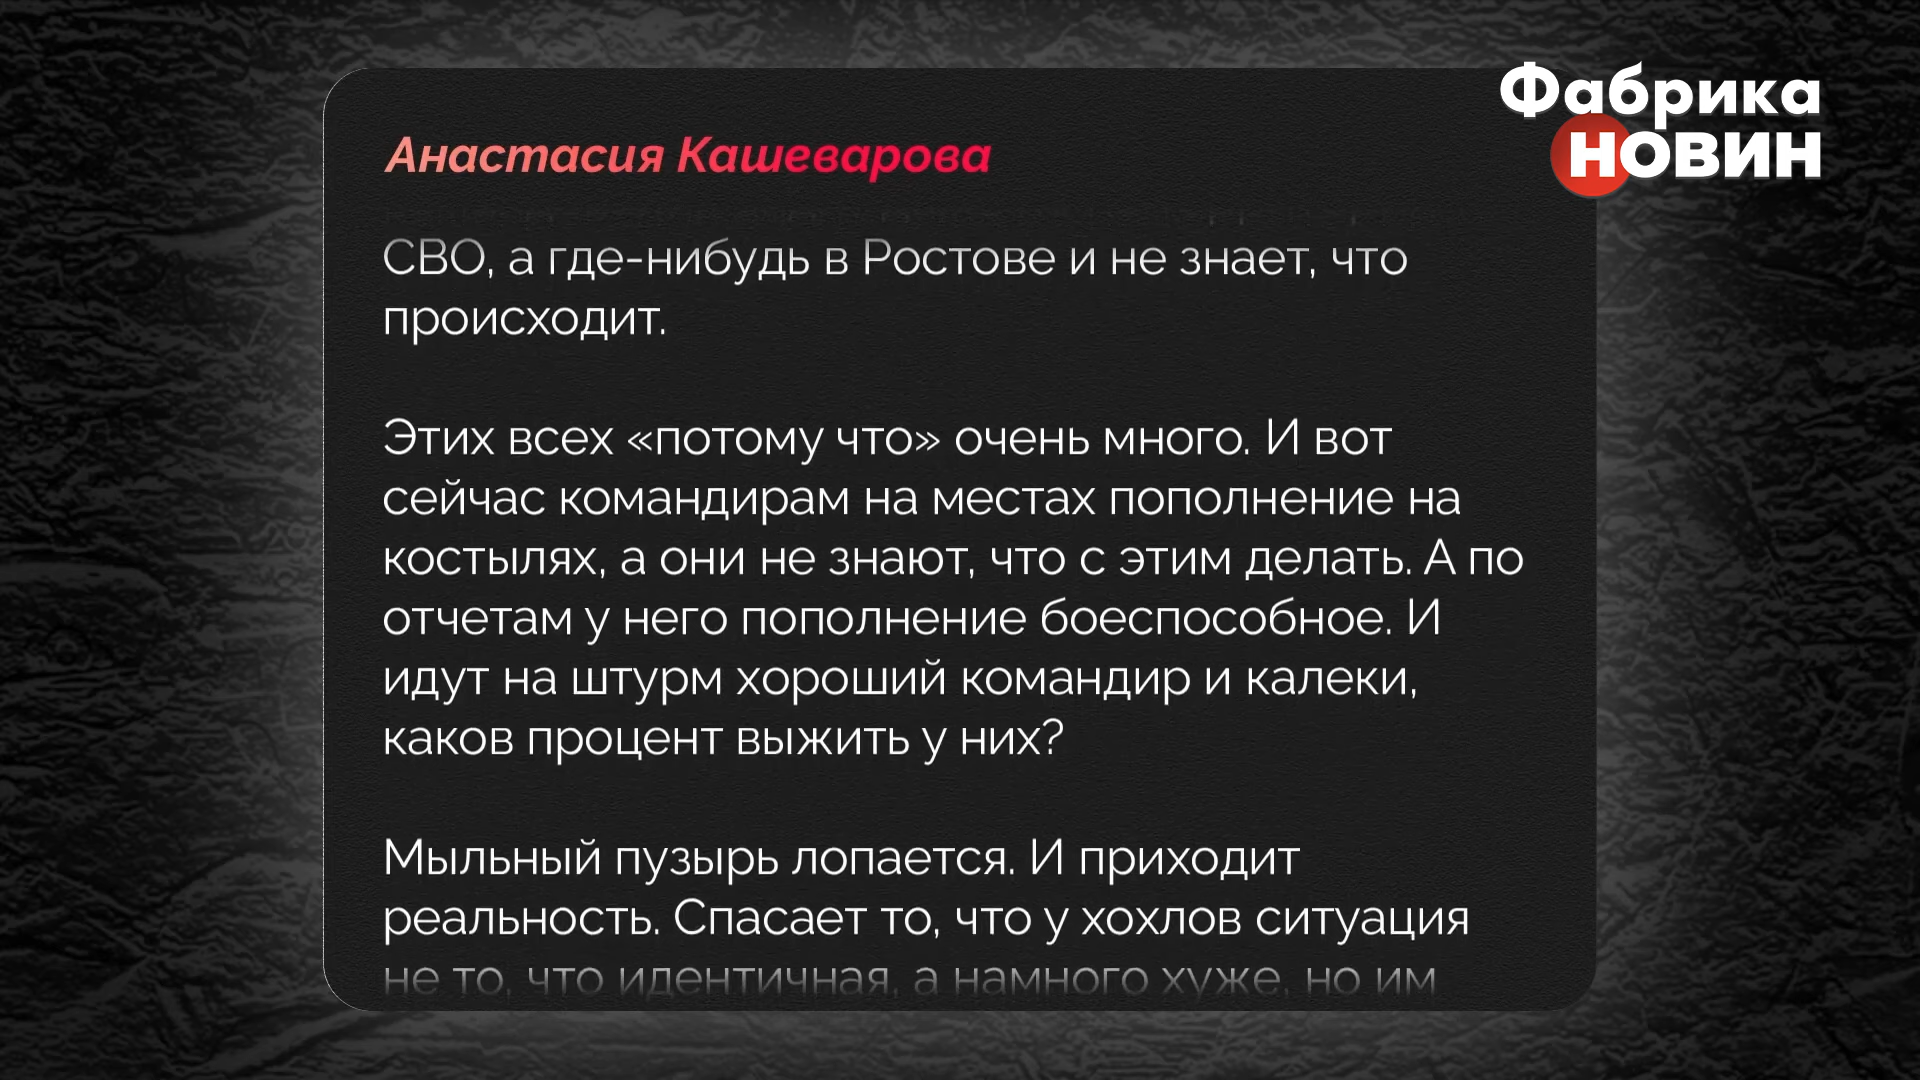 Фабрика
новин
Анастасия Кашеварова
СВО, а где-нибудь в Ростове и не знает, что
происходит.
Этих всех «потому что» очень много. И вот
сейчас командирам на местах пополнение на
костылях, а они не знают, что с этим делать. А по
отчетам у него пополнение боеспособное. И
идут на штурм хороший командир и калеки,
каков процент выжить у них?
Мыльный пузырь лопается. И приходит
реальность. Спасает то, что у хохлов ситуация
не то, что идентичная, а намного хуже, но им